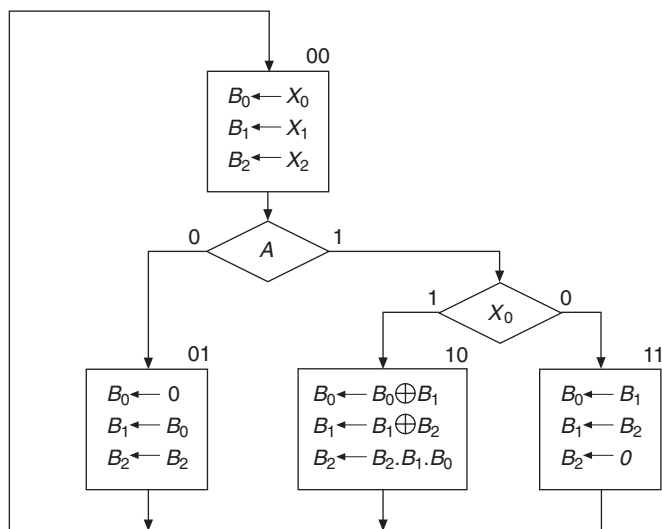 00
B₀ ← X₀
B₁ ← X₁
B₂ ← X₂
0 A 1
1 X₀ 0
01
B₀ ← 0
B₁ ← B₀
B₂ ← B₂
10
B₀ ← B₀⊕B₁
B₁ ← B₁⊕B₂
B₂ ← B₂.B₁.B₀
11
B₀ ← B₁
B₁ ← B₂
B₂ ← 0